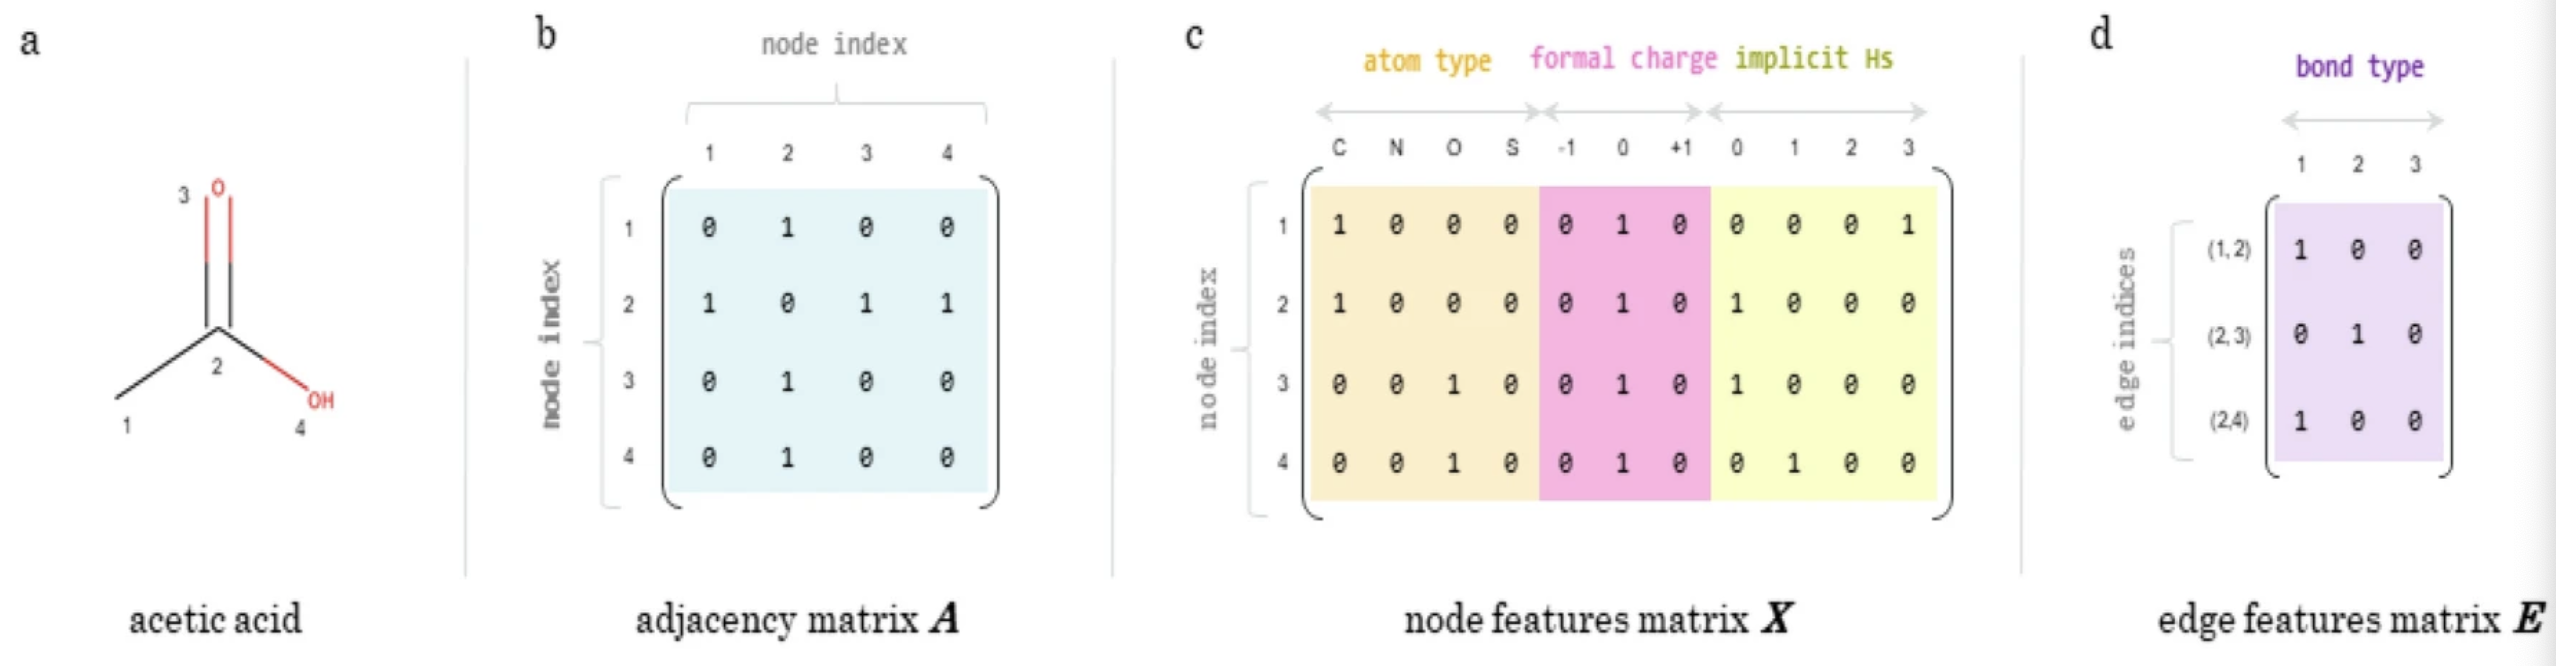 a
3 O
2
OH
1
4
acetic acid
b
node index
1 2 3 4
node index
1 0 1 0 0
2 1 0 1 1
3 0 1 0 0
4 0 1 0 0
adjacency matrix A
c
atom type formal charge implicit Hs
C N O S -1 0 +1 0 1 2 3
node index
1 1 0 0 0 0 1 0 0 0 0 1
2 1 0 0 0 0 1 0 1 0 0 0
3 0 0 1 0 0 1 0 1 0 0 0
4 0 0 1 0 0 1 0 0 1 0 0
node features matrix X
d
bond type
1 2 3
edge indices
(1, 2) 1 0 0
(2, 3) 0 1 0
(2,4) 1 0 0
edge features matrix E